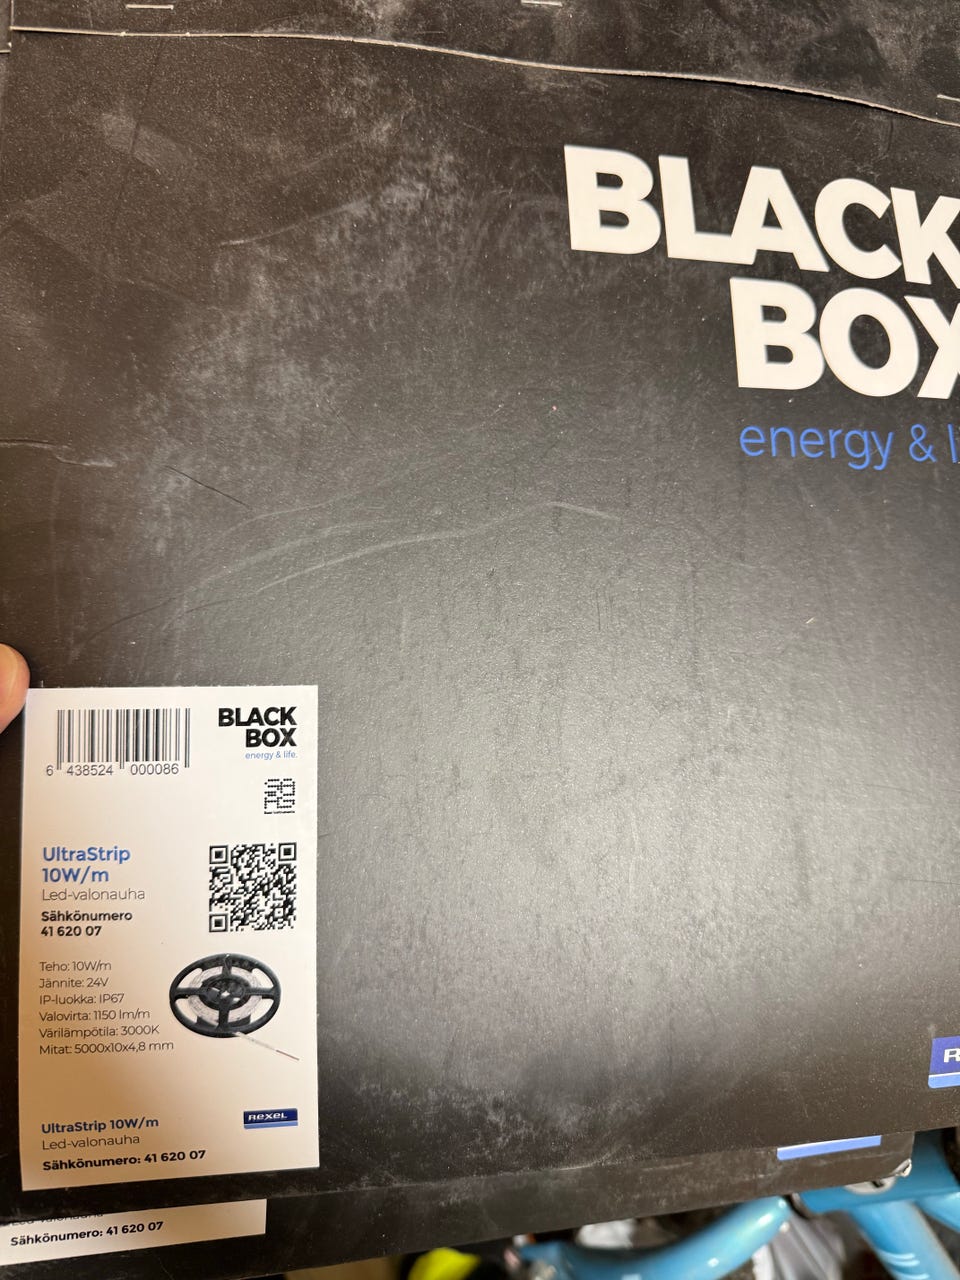 BLACK
BOX
energy & l
BLACK
BOX
energy & life.
6 438524 000086
UltraStrip
10W/m
Led-valonauha
Sähkönumero
41 620 07
Teho: 10W/m
Jännite: 24V
IP-luokka: IP67
Valovirta: 1150 lm/m
Värilämpötila: 3000K
Mitat: 5000x10x4,8 mm
REXEL
UltraStrip 10W/m
Led-valonauha
Sähkönumero: 41 620 07
R
Led-valonauha
Sähkönumero: 41 620 07